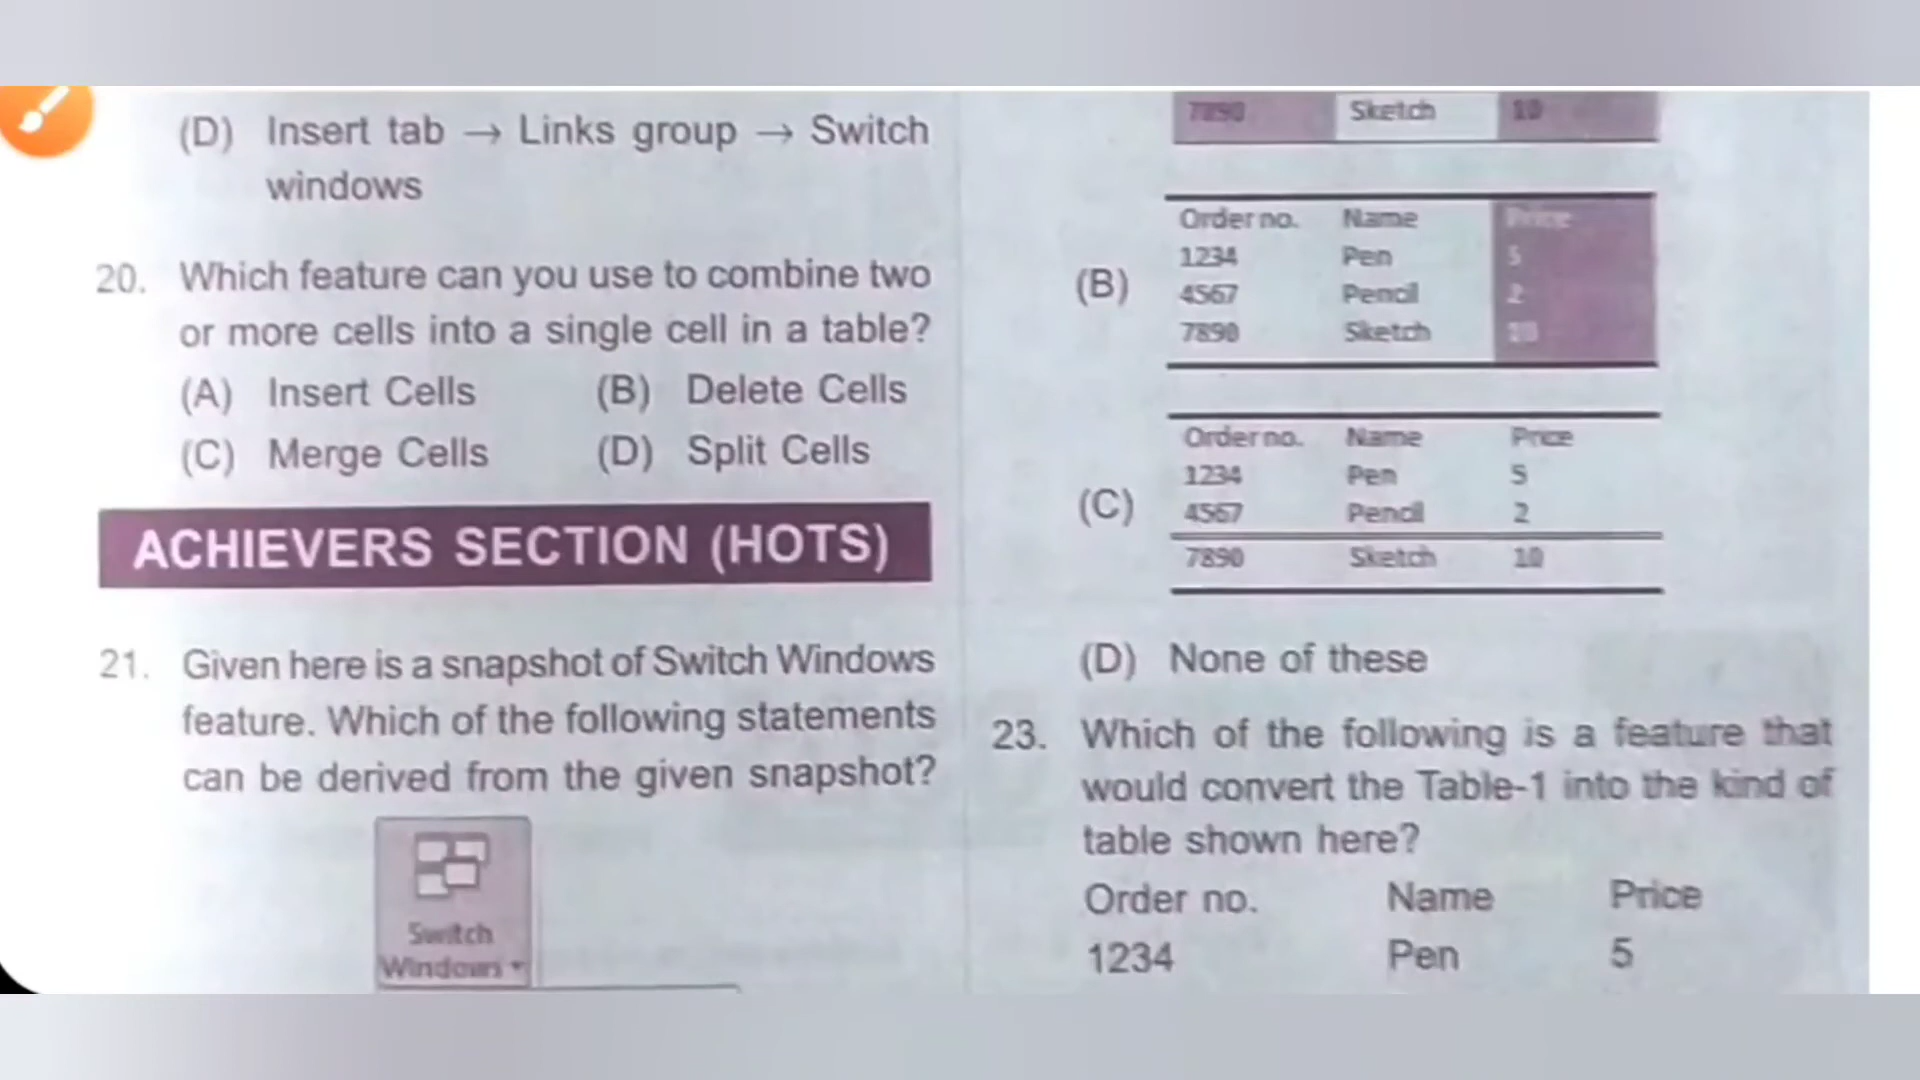 (D) Insert tab → Links group → Switch
windows
20. Which feature can you use to combine two
or more cells into a single cell in a table?
(A) Insert Cells (B) Delete Cells
(C) Merge Cells (D) Split Cells
ACHIEVERS SECTION (HOTS)
21. Given here is a snapshot of Switch Windows
feature. Which of the following statements
can be derived from the given snapshot?
Switch
Windows
7890 Sketch 10
(B)
Order no. Name Price
1234 Pen 5
4567 Pencil 2
7890 Sketch 10
(C)
Order no. Name Price
1234 Pen 5
4567 Pencil 2
7890 Sketch 10
(D) None of these
23. Which of the following is a feature that
would convert the Table-1 into the kind of
table shown here?
Order no. Name Price
1234 Pen 5